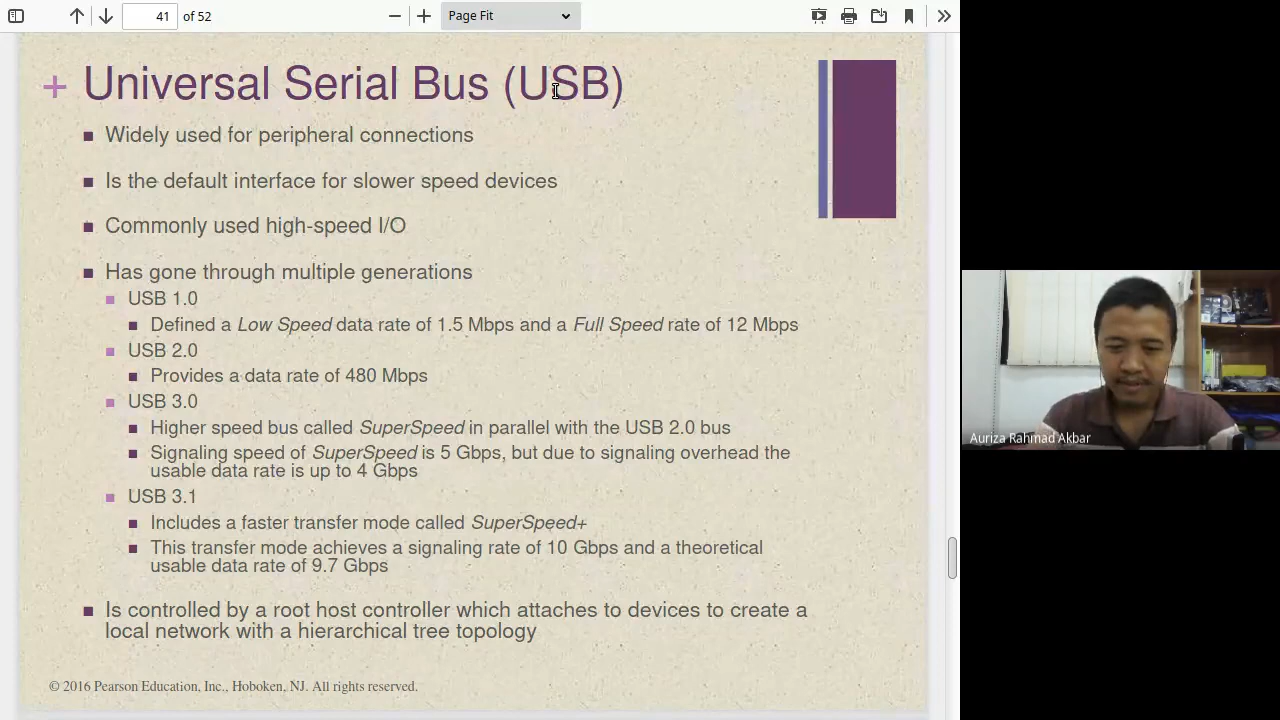 41 of 52
Page Fit
+ Universal Serial Bus (USB)
Widely used for peripheral connections
Is the default interface for slower speed devices
Commonly used high-speed I/O
Has gone through multiple generations
USB 1.0
Defined a Low Speed data rate of 1.5 Mbps and a Full Speed rate of 12 Mbps
USB 2.0
Provides a data rate of 480 Mbps
USB 3.0
Higher speed bus called SuperSpeed in parallel with the USB 2.0 bus
Signaling speed of SuperSpeed is 5 Gbps, but due to signaling overhead the
usable data rate is up to 4 Gbps
USB 3.1
Includes a faster transfer mode called SuperSpeed+
This transfer mode achieves a signaling rate of 10 Gbps and a theoretical
usable data rate of 9.7 Gbps
Is controlled by a root host controller which attaches to devices to create a
local network with a hierarchical tree topology
© 2016 Pearson Education, Inc., Hoboken, NJ. All rights reserved.
Auriza Rahmad Akbar